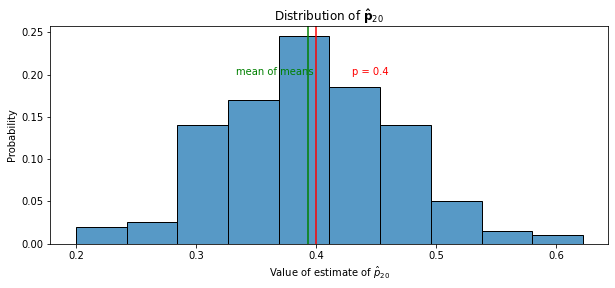 Distribution of p̂₂₀
Probability
0.25
0.20
0.15
0.10
0.05
0.00
mean of means
p = 0.4
0.2 0.3 0.4 0.5 0.6
Value of estimate of p̂₂₀